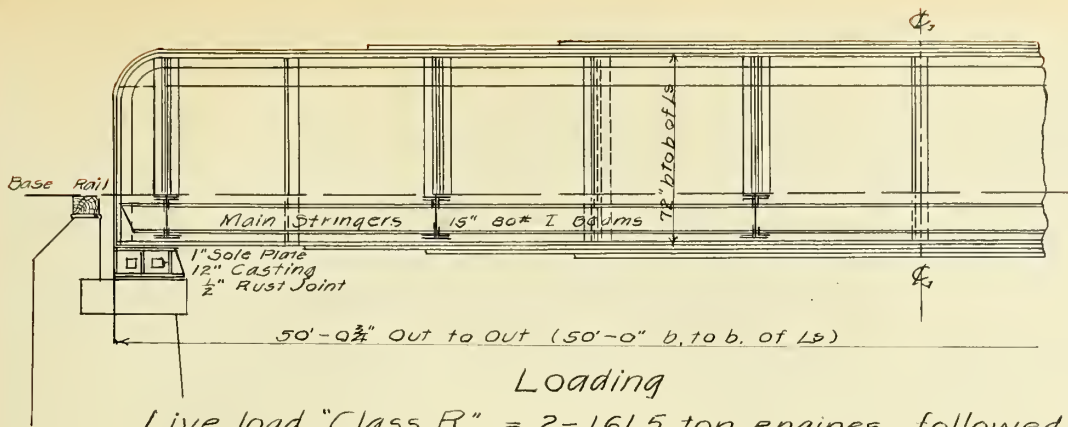 ℄
72" b to b of Ls
Base Rail
Main Stringers 15" 80# I Beams
1" Sole Plate
12" Casting
½" Rust Joint
℄
50'-0¾" Out to Out (50'-0" b. to b. of Ls)
Loading
Live load "Class R" = 2-161.5 ton engines, followed